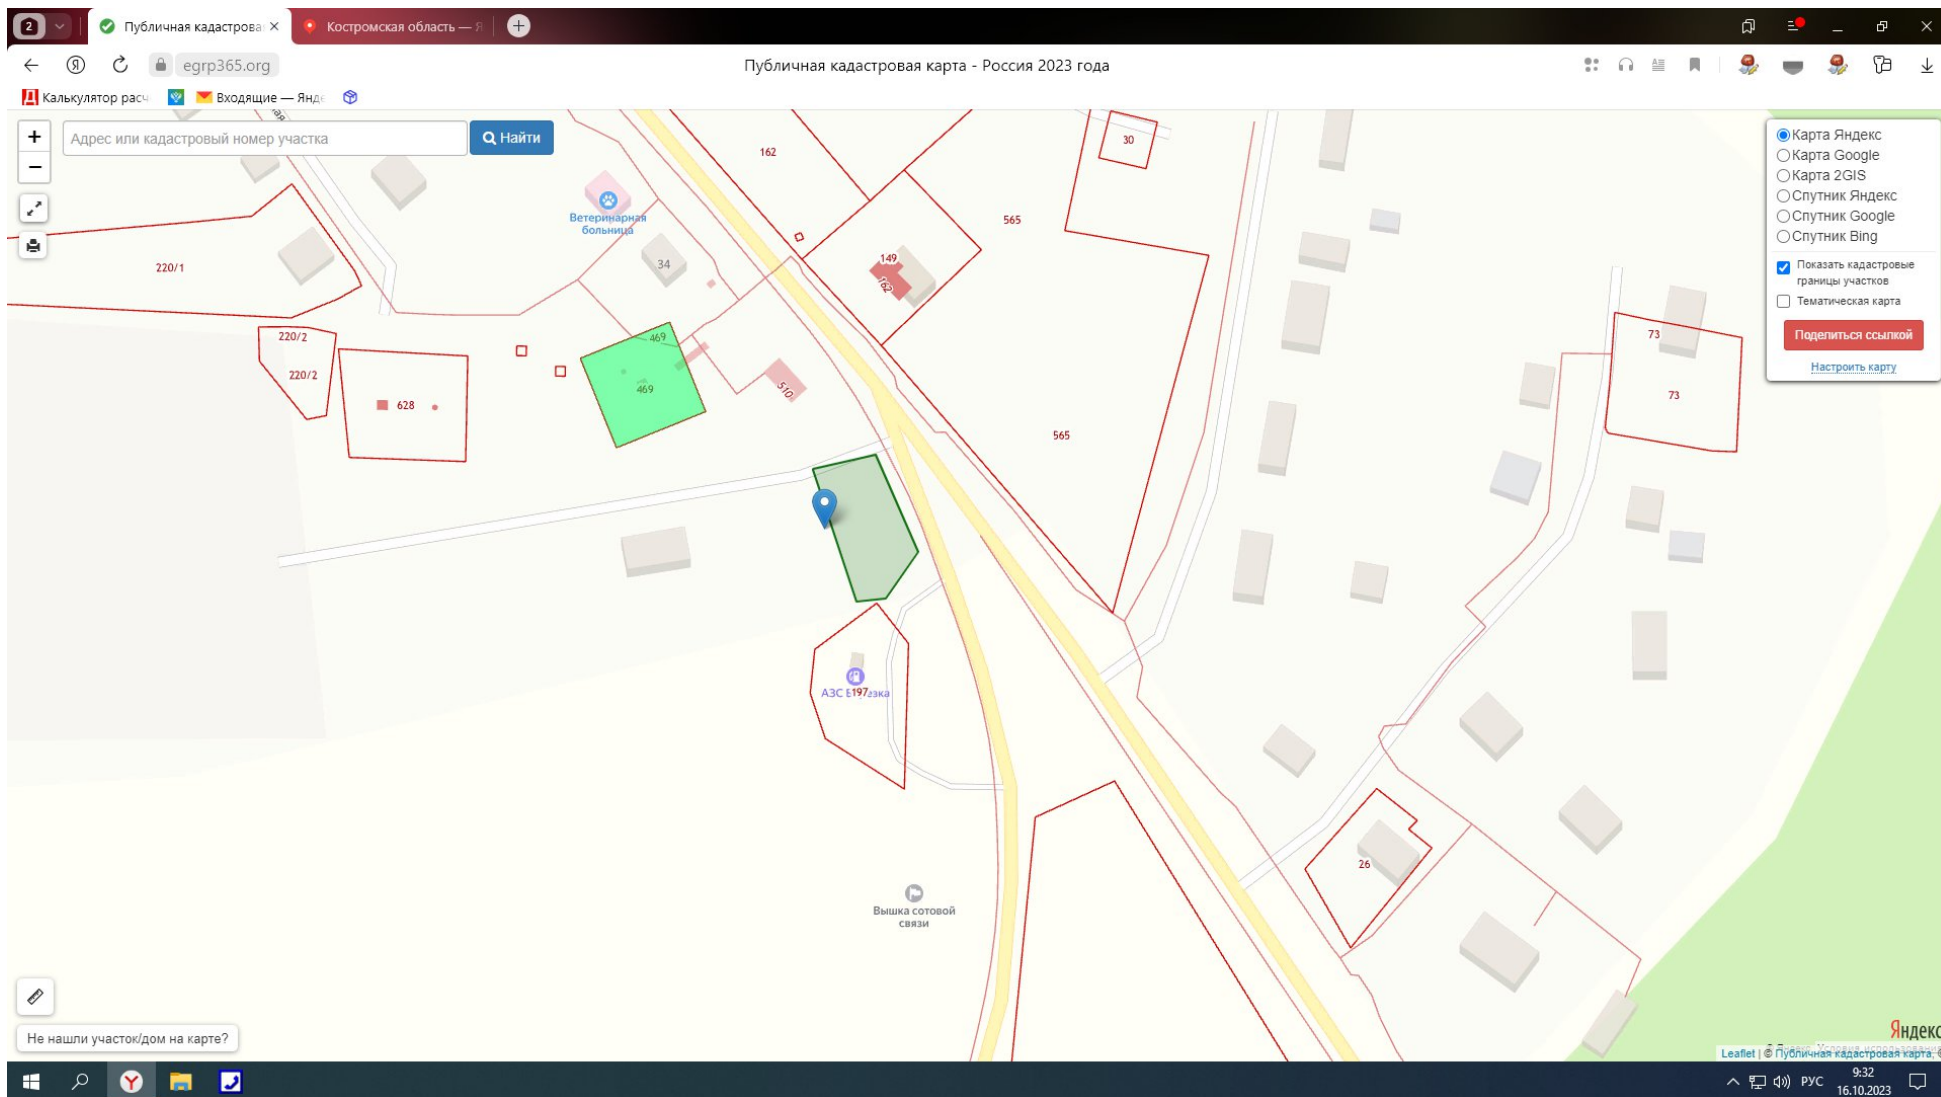 2
Публичная кадастрова
Костромская область — Я
egrp365.org
Публичная кадастровая карта - Россия 2023 года
Калькулятор расч
Входящие — Янде
Адрес или кадастровый номер участка
Найти
+
−
Карта Яндекс
Карта Google
Карта 2GIS
Спутник Яндекс
Спутник Google
Спутник Bing
Показать кадастровые
границы участков
Тематическая карта
Поделиться ссылкой
Настроить карту
162
30
565
Ветеринарная
больница
34
149
162
220/1
220/2
220/2
628
469
469
510
565
73
73
АЗС
197
26
Вышка сотовой
связи
Не нашли участок/дом на карте?
Яндекс
Leaflet | © Публичная кадастровая карта,
РУС
9:32
16.10.2023